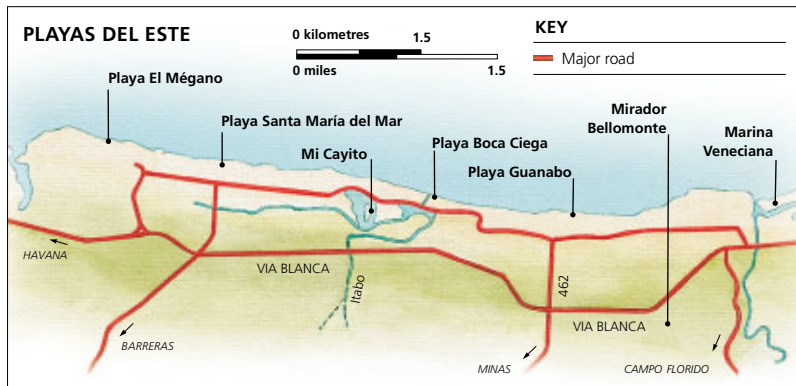 PLAYAS DEL ESTE
0 kilometres 1.5
0 miles 1.5
KEY
Major road
Playa El Mégano
Playa Santa María del Mar
Mi Cayito
Playa Boca Ciega
Playa Guanabo
Mirador
Bellomonte
Marina
Veneciana
HAVANA
VIA BLANCA
Itabo
462
VIA BLANCA
BARRERAS
MINAS
CAMPO FLORIDO